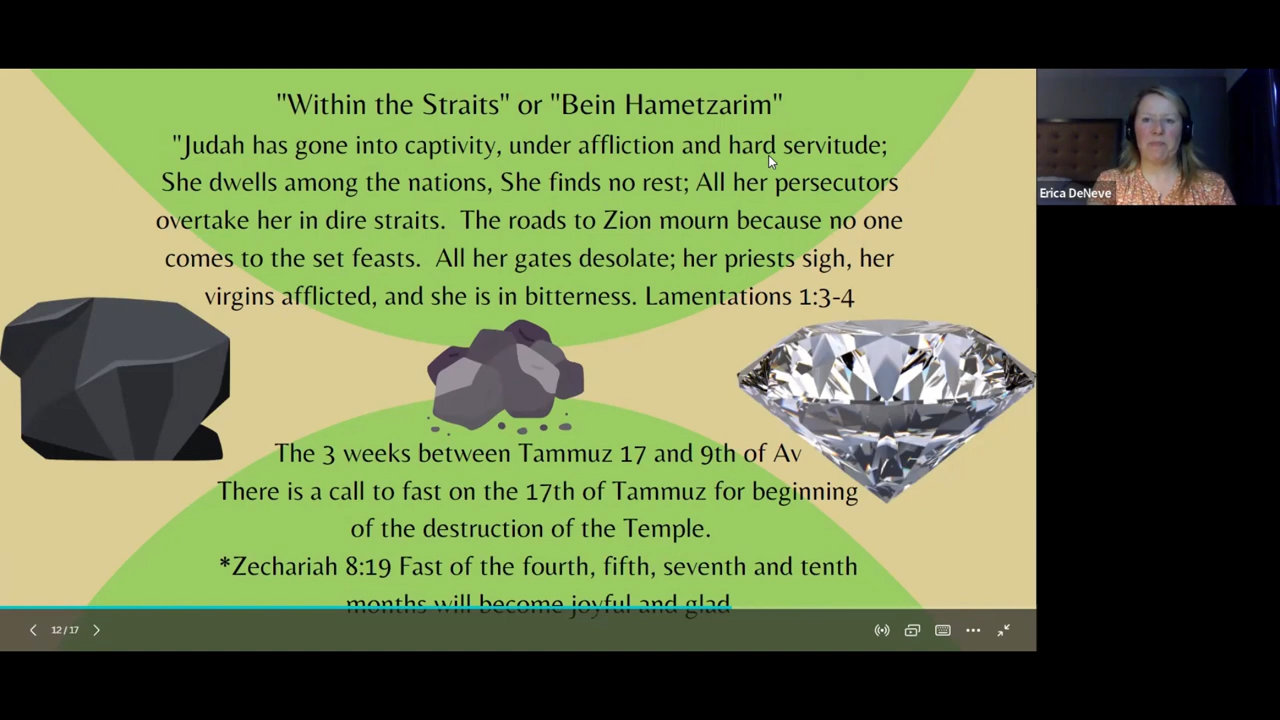 "Within the Straits" or "Bein Hametzarim"
"Judah has gone into captivity, under affliction and hard servitude;
She dwells among the nations, She finds no rest; All her persecutors
overtake her in dire straits.  The roads to Zion mourn because no one
comes to the set feasts.  All her gates desolate; her priests sigh, her
virgins afflicted, and she is in bitterness. Lamentations 1:3-4
The 3 weeks between Tammuz 17 and 9th of Av
There is a call to fast on the 17th of Tammuz for beginning
of the destruction of the Temple.
*Zechariah 8:19 Fast of the fourth, fifth, seventh and tenth
months will become joyful and glad
12 / 17
Erica DeNeve